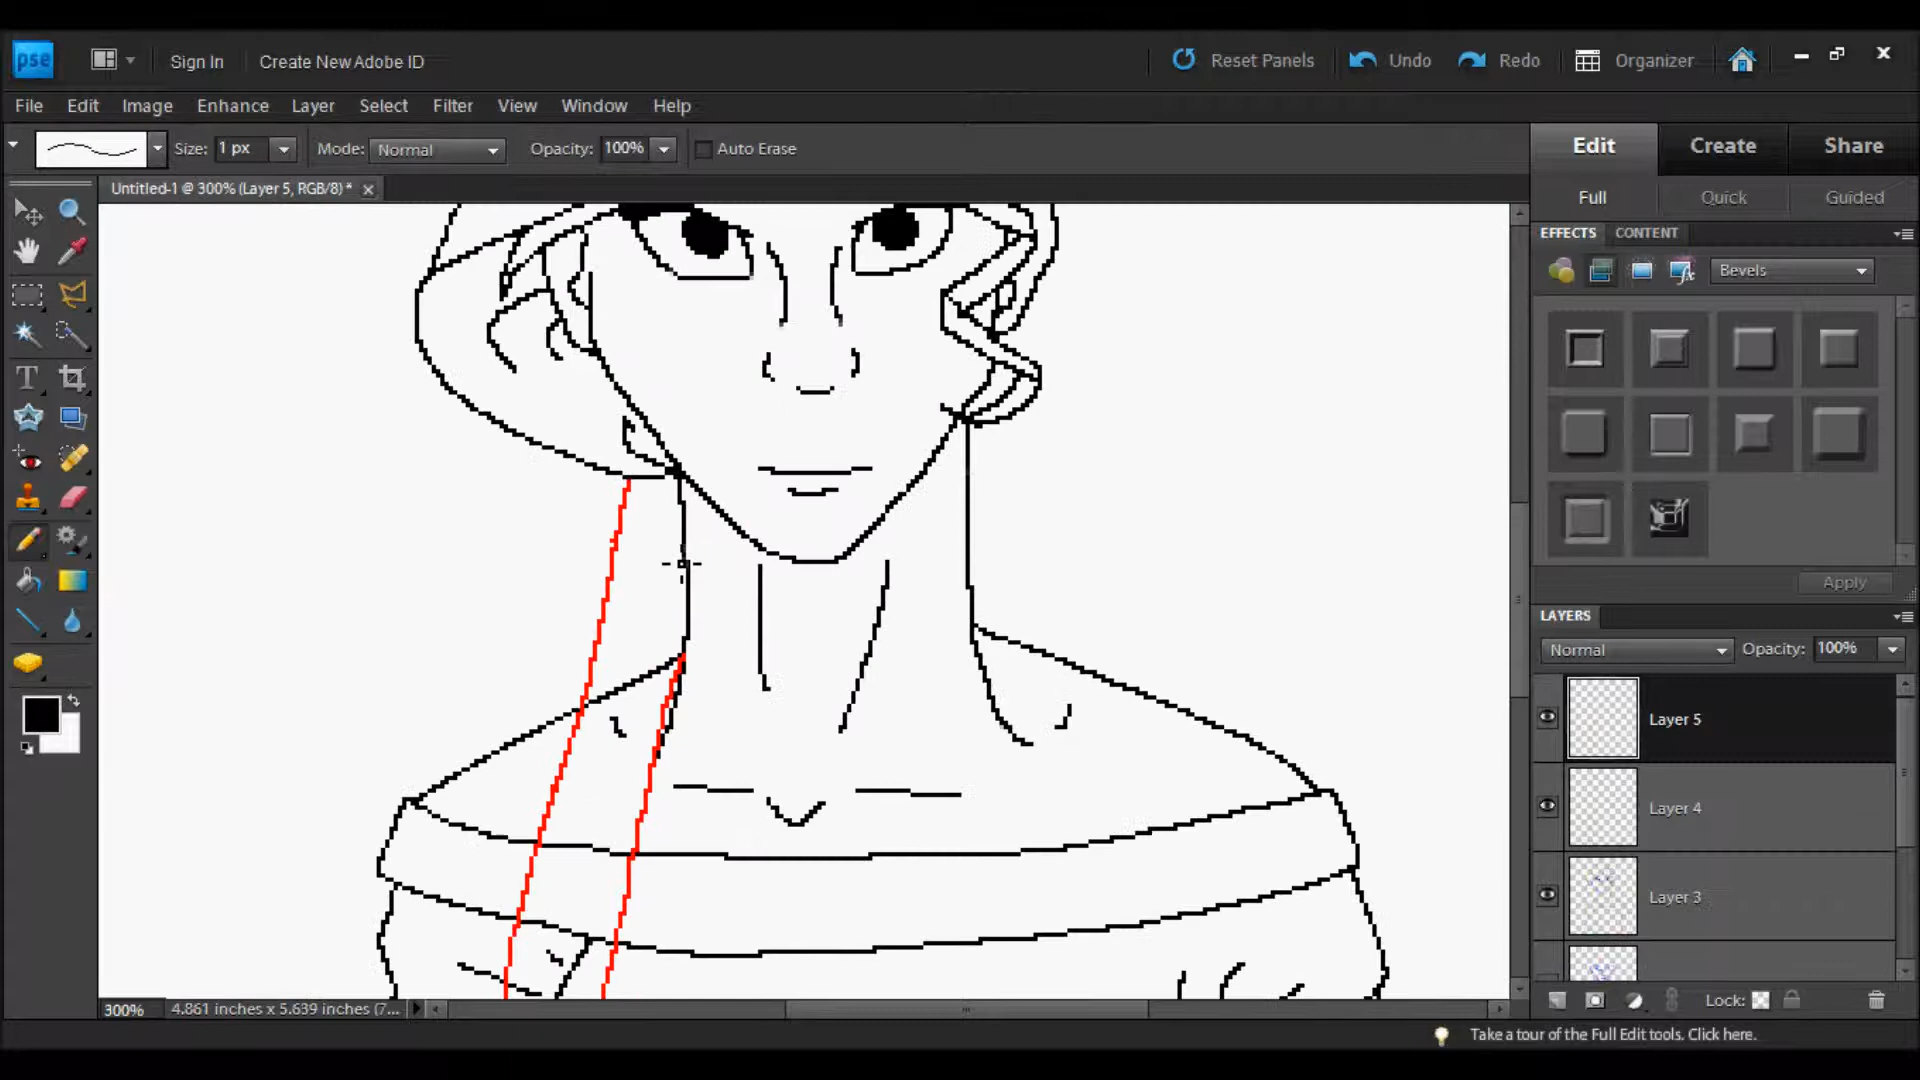 pse Sign In Create New Adobe ID Reset Panels Undo Redo Organizer
File Edit Image Enhance Layer Select Filter View Window Help
Size: 1 px Mode: Normal Opacity: 100% Auto Erase
Edit Create Share
Untitled-1 @ 300% (Layer 5, RGB/8) *
Full Quick Guided
EFFECTS CONTENT
Bevels
Apply
LAYERS
Normal Opacity: 100%
Layer 5
Layer 4
Layer 3
300% 4.861 inches x 5.639 inches (7...
Lock:
Take a tour of the Full Edit tools. Click here.